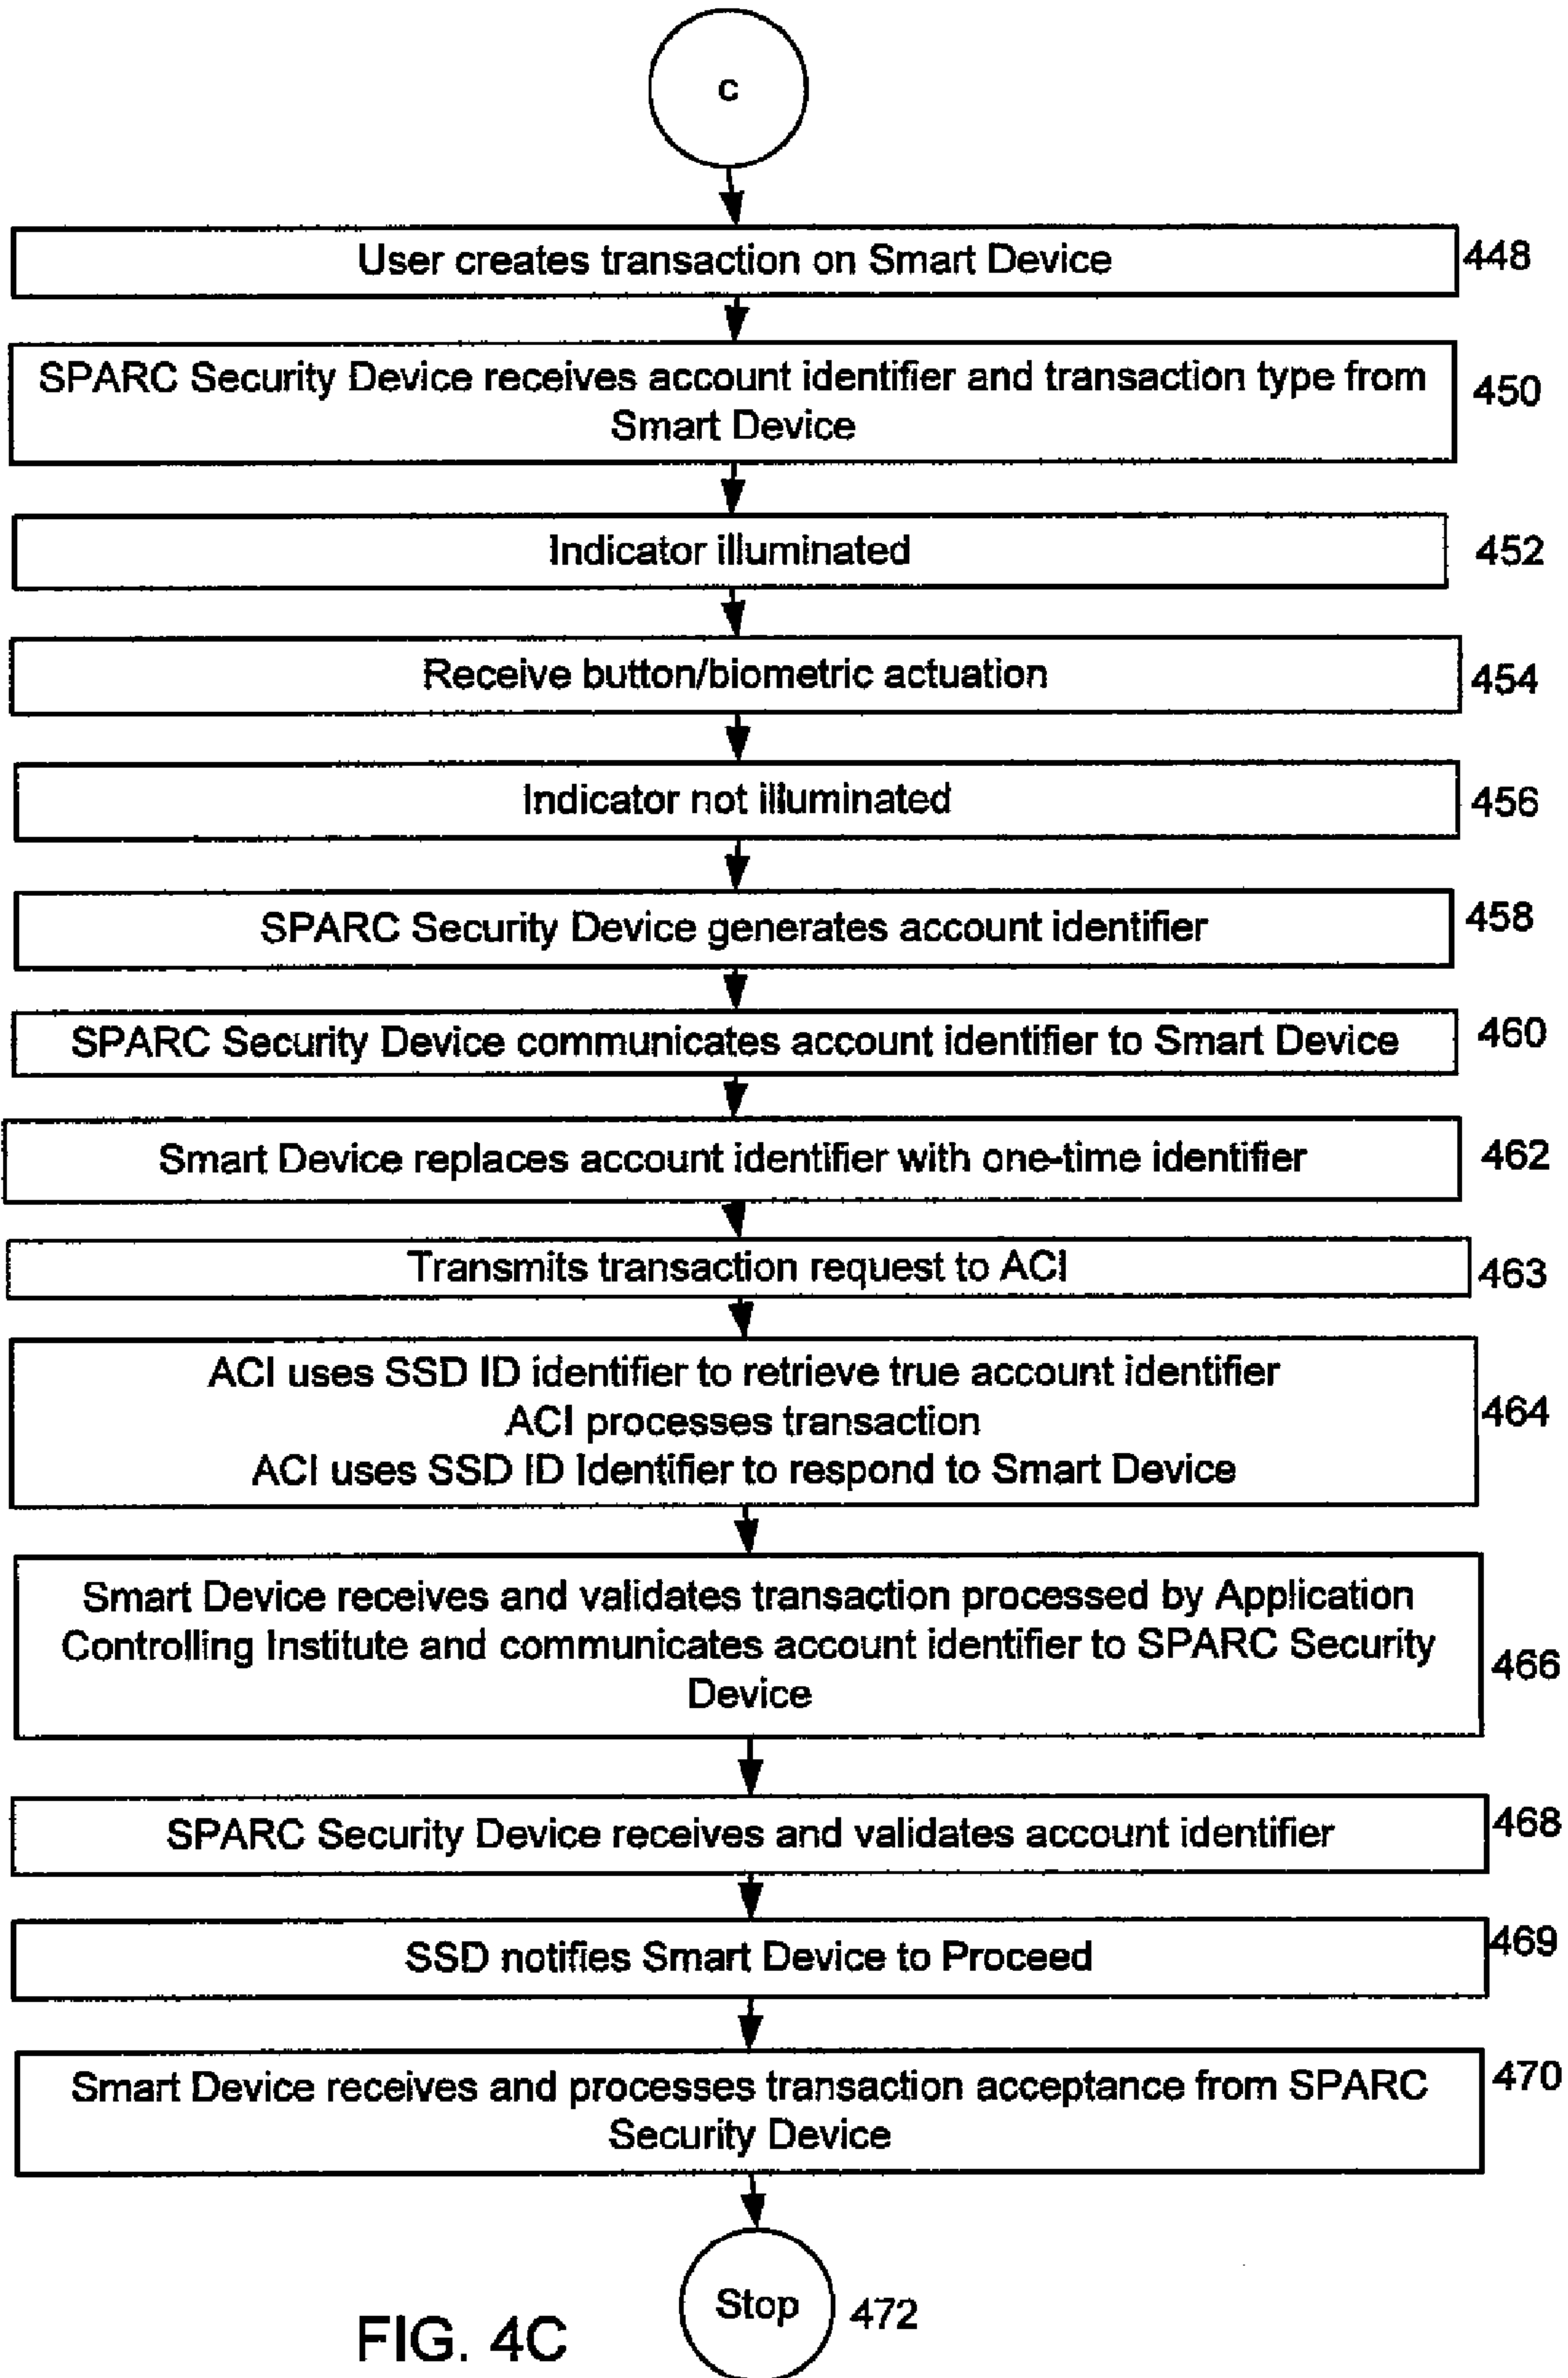 C
User creates transaction on Smart Device
448
SPARC Security Device receives account identifier and transaction type from
Smart Device
450
Indicator illuminated
452
Receive button/biometric actuation
454
Indicator not illuminated
456
SPARC Security Device generates account identifier
458
SPARC Security Device communicates account identifier to Smart Device
460
Smart Device replaces account identifier with one-time identifier
462
Transmits transaction request to ACI
463
ACI uses SSD ID identifier to retrieve true account identifier
ACI processes transaction
ACI uses SSD ID Identifier to respond to Smart Device
464
Smart Device receives and validates transaction processed by Application
Controlling Institute and communicates account identifier to SPARC Security
Device
466
SPARC Security Device receives and validates account identifier
468
SSD notifies Smart Device to Proceed
469
Smart Device receives and processes transaction acceptance from SPARC
Security Device
470
Stop
472
FIG. 4C